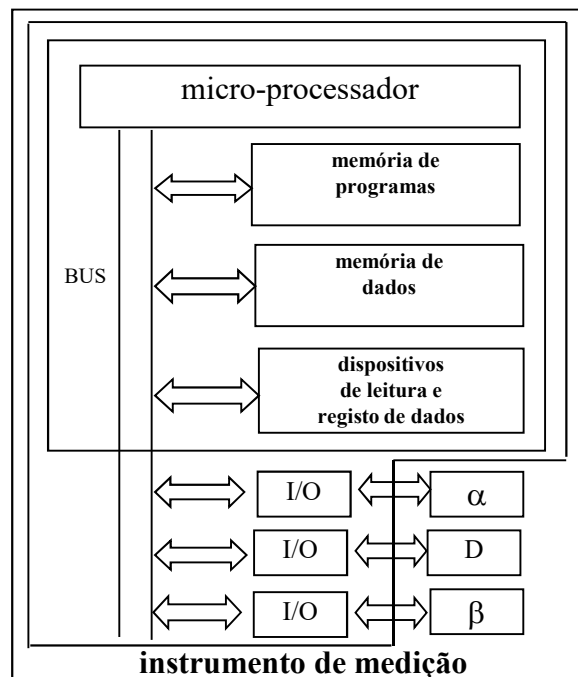 micro-processador
memória de
programas
BUS
memória de
dados
dispositivos
de leitura e
registo de dados
I/O
α
I/O
D
I/O
β
instrumento de medição